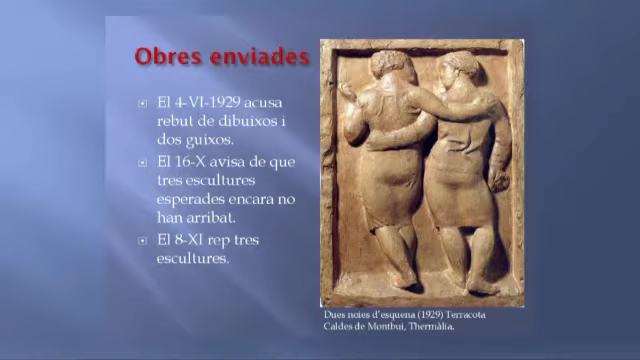 Obres enviades
El 4-VI-1929 acusa
rebut de dibuixos i
dos guixos.
El 16-X avisa de que
tres escultures
esperades encara no
han arribat.
El 8-XI rep tres
escultures.
Dues noies d'esquena (1929) Terracota
Caldes de Montbui, Thermàlia.